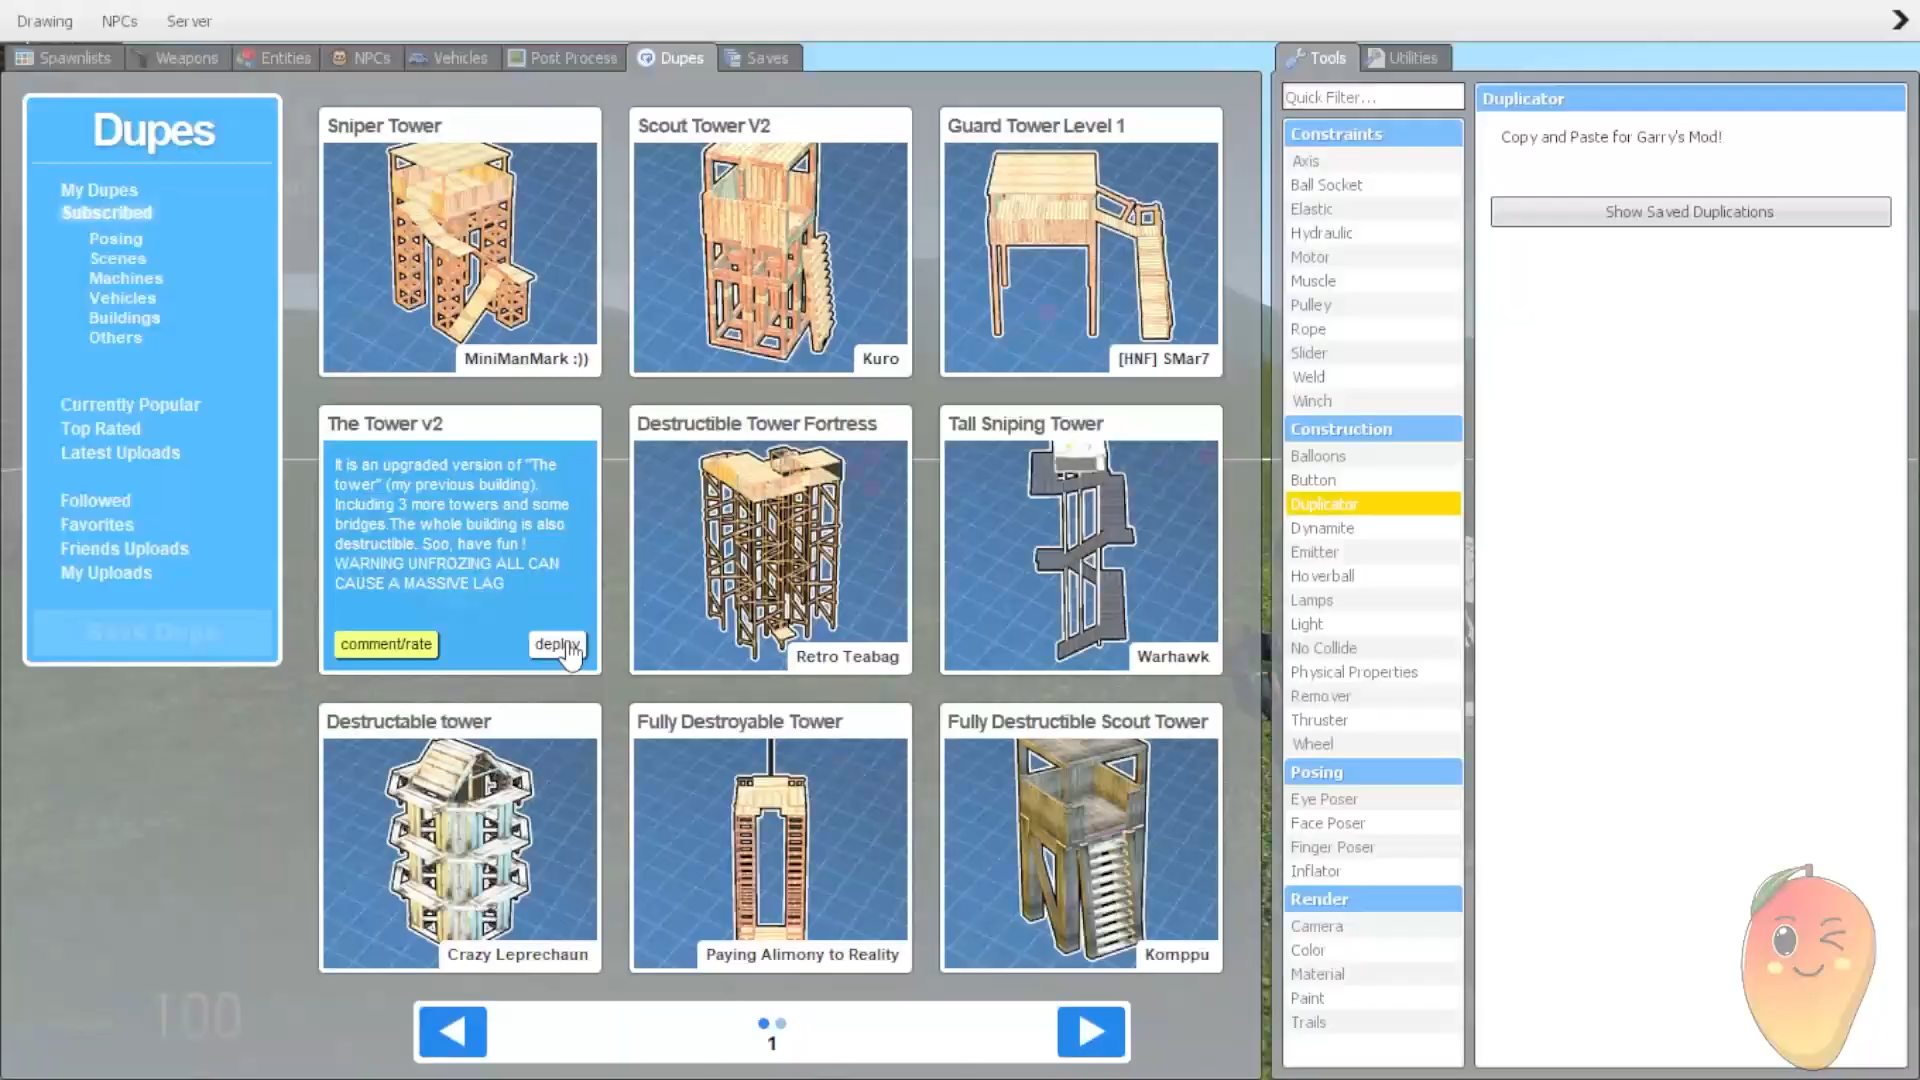 Drawing NPCs Server
Spawnlists Weapons Entities NPCs Vehicles Post Process Dupes Saves
Tools Utilities
Dupes
My Dupes
Subscribed
Posing
Scenes
Machines
Vehicles
Buildings
Others
Currently Popular
Top Rated
Latest Uploads
Followed
Favorites
Friends Uploads
My Uploads
Save Dupe
Sniper Tower
MiniManMark :))
Scout Tower V2
Kuro
Guard Tower Level 1
[HNF] SMar7
The Tower v2
It is an upgraded version of "The
tower" (my previous building).
Including 3 more towers and some
bridges.The whole building is also
destructible. Soo, have fun !
WARNING UNFROZING ALL CAN
CAUSE A MASSIVE LAG
comment/rate
deploy
Destructible Tower Fortress
Retro Teabag
Tall Sniping Tower
Warhawk
Destructable tower
Crazy Leprechaun
Fully Destroyable Tower
Paying Alimony to Reality
Fully Destructible Scout Tower
Komppu
1
100
Quick Filter...
Constraints
Axis
Ball Socket
Elastic
Hydraulic
Motor
Muscle
Pulley
Rope
Slider
Weld
Winch
Construction
Balloons
Button
Duplicator
Dynamite
Emitter
Hoverball
Lamps
Light
No Collide
Physical Properties
Remover
Thruster
Wheel
Posing
Eye Poser
Face Poser
Finger Poser
Inflator
Render
Camera
Color
Material
Paint
Trails
Duplicator
Copy and Paste for Garry's Mod!
Show Saved Duplications